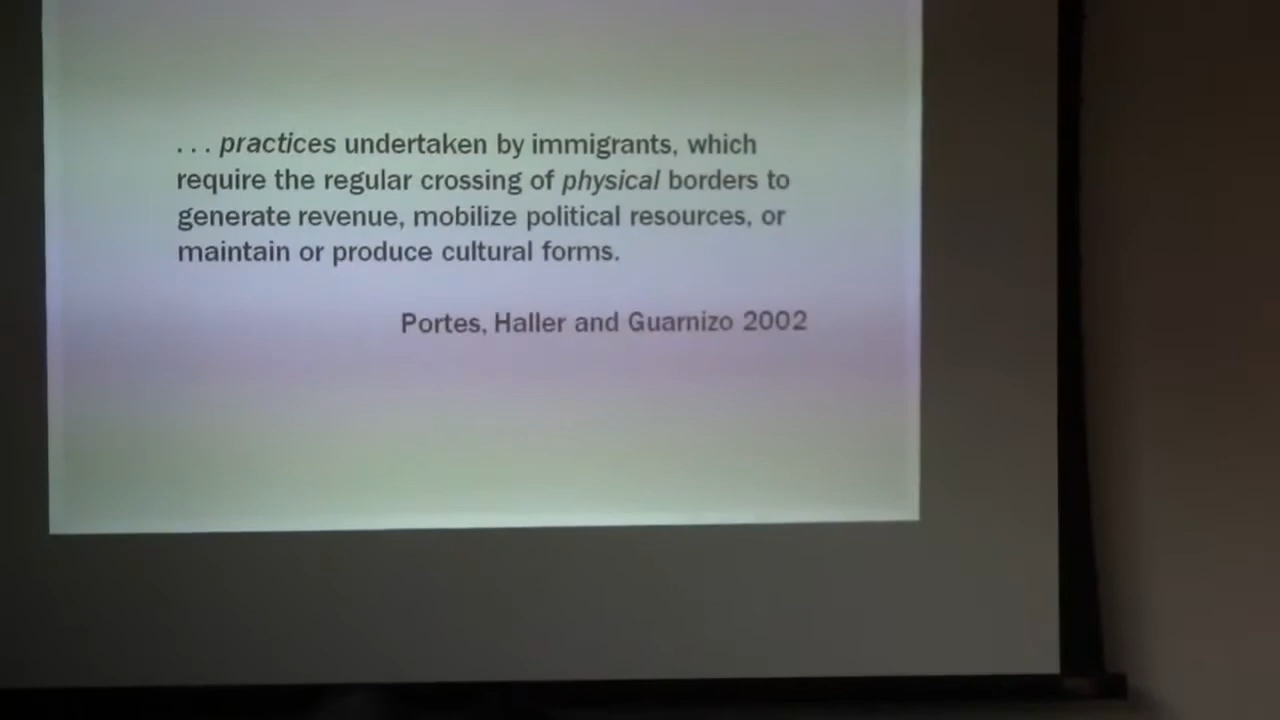 . . . practices undertaken by immigrants, which
require the regular crossing of physical borders to
generate revenue, mobilize political resources, or
maintain or produce cultural forms.
Portes, Haller and Guarnizo 2002